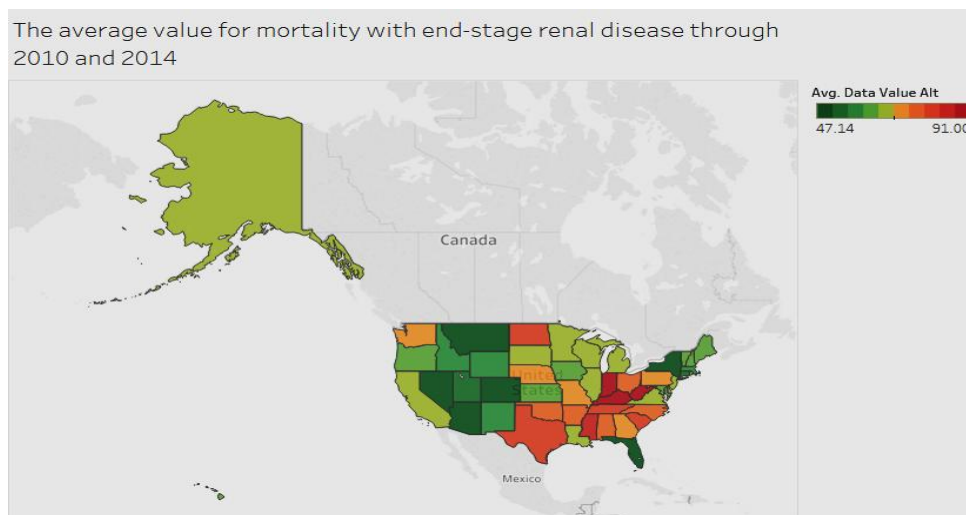 The average value for mortality with end-stage renal disease through
2010 and 2014
Avg. Data Value Alt
47.14 91.00
Canada
United
States
Mexico